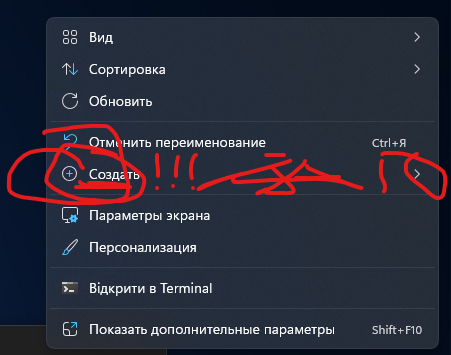 Вид
Сортировка
Обновить
Отменить переименование Ctrl+Я
Создать !!!
Параметры экрана
Персонализация
Відкрити в Terminal
Показать дополнительные параметры Shift+F10